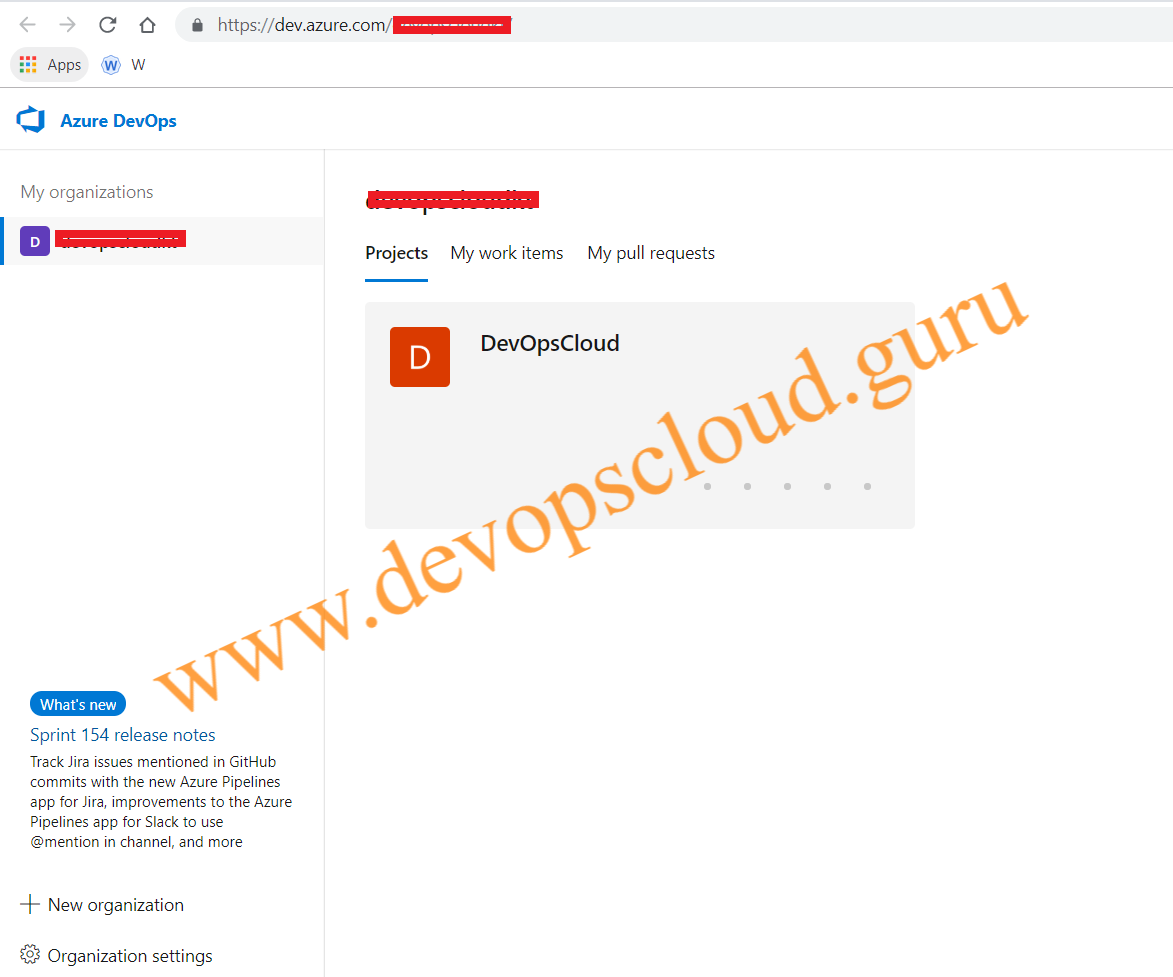 https://dev.azure.com/
Apps W W
Azure DevOps
My organizations
D
Projects My work items My pull requests
D DevOpsCloud
www.devopscloud.guru
What's new
Sprint 154 release notes
Track Jira issues mentioned in GitHub
commits with the new Azure Pipelines
app for Jira, improvements to the Azure
Pipelines app for Slack to use
@mention in channel, and more
New organization
Organization settings